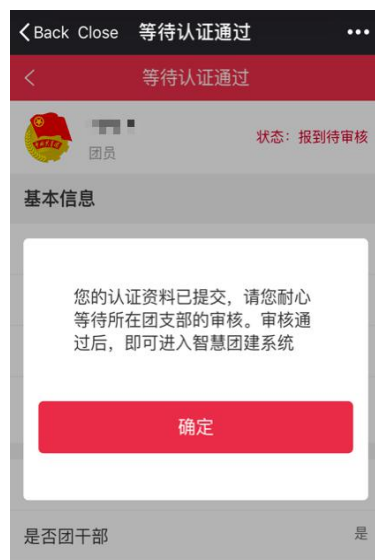 Back Close 等待认证通过
等待认证通过
团员
状态：报到待审核
基本信息
您的认证资料已提交，请您耐心
等待所在团支部的审核。审核通
过后，即可进入智慧团建系统
确定
是否团干部 是